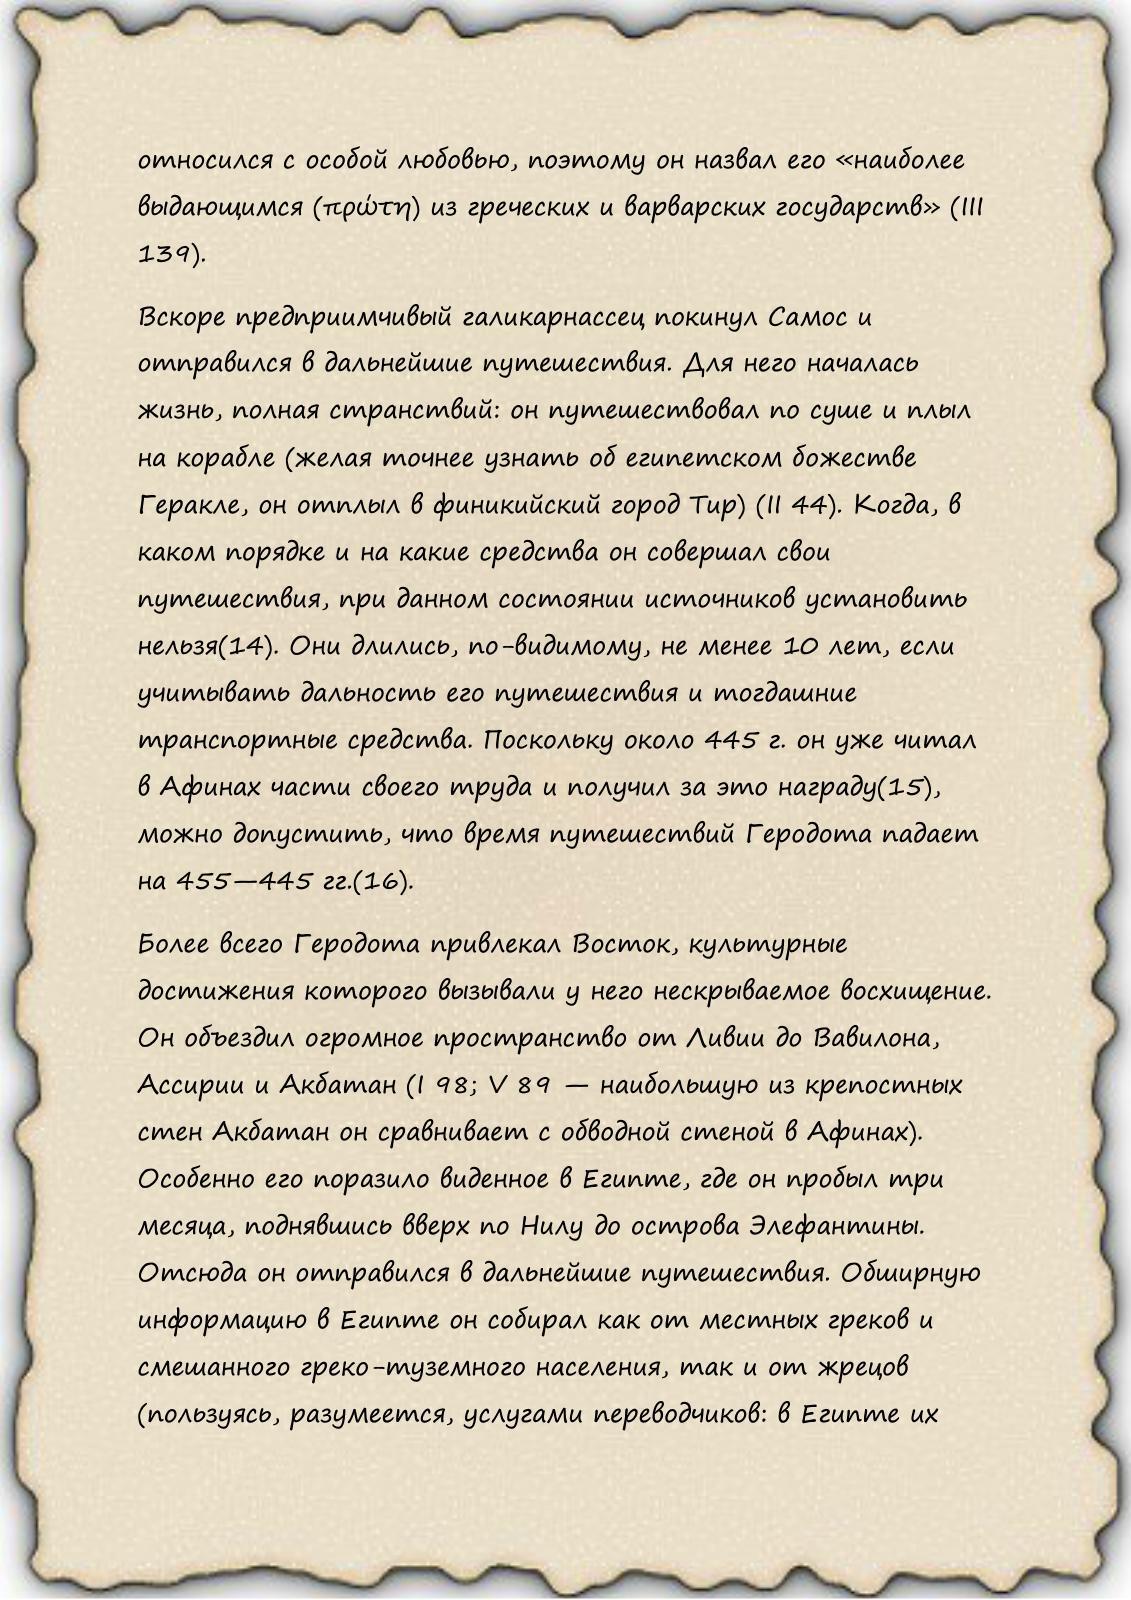 относился с особой любовью, поэтому он назвал его «наиболее
выдающимся (πρώτη) из греческих и варварских государств» (III
139).
Вскоре предприимчивый галикарнассец покинул Самос и
отправился в дальнейшие путешествия. Для него началась
жизнь, полная странствий: он путешествовал по суше и плыл
на корабле (желая точнее узнать об египетском божестве
Геракле, он отплыл в финикийский город Тир) (II 44). Когда, в
каком порядке и на какие средства он совершал свои
путешествия, при данном состоянии источников установить
нельзя(14). Они длились, по-видимому, не менее 10 лет, если
учитывать дальность его путешествия и тогдашние
транспортные средства. Поскольку около 445 г. он уже читал
в Афинах части своего труда и получил за это награду(15),
можно допустить, что время путешествий Геродота падает
на 455—445 гг.(16).
Более всего Геродота привлекал Восток, культурные
достижения которого вызывали у него нескрываемое восхищение.
Он объездил огромное пространство от Ливии до Вавилона,
Ассирии и Акбатан (I 98; V 89 — наибольшую из крепостных
стен Акбатан он сравнивает с обводной стеной в Афинах).
Особенно его поразило виденное в Египте, где он пробыл три
месяца, поднявшись вверх по Нилу до острова Элефантины.
Отсюда он отправился в дальнейшие путешествия. Обширную
информацию в Египте он собирал как от местных греков и
смешанного греко-туземного населения, так и от жрецов
(пользуясь, разумеется, услугами переводчиков: в Египте их